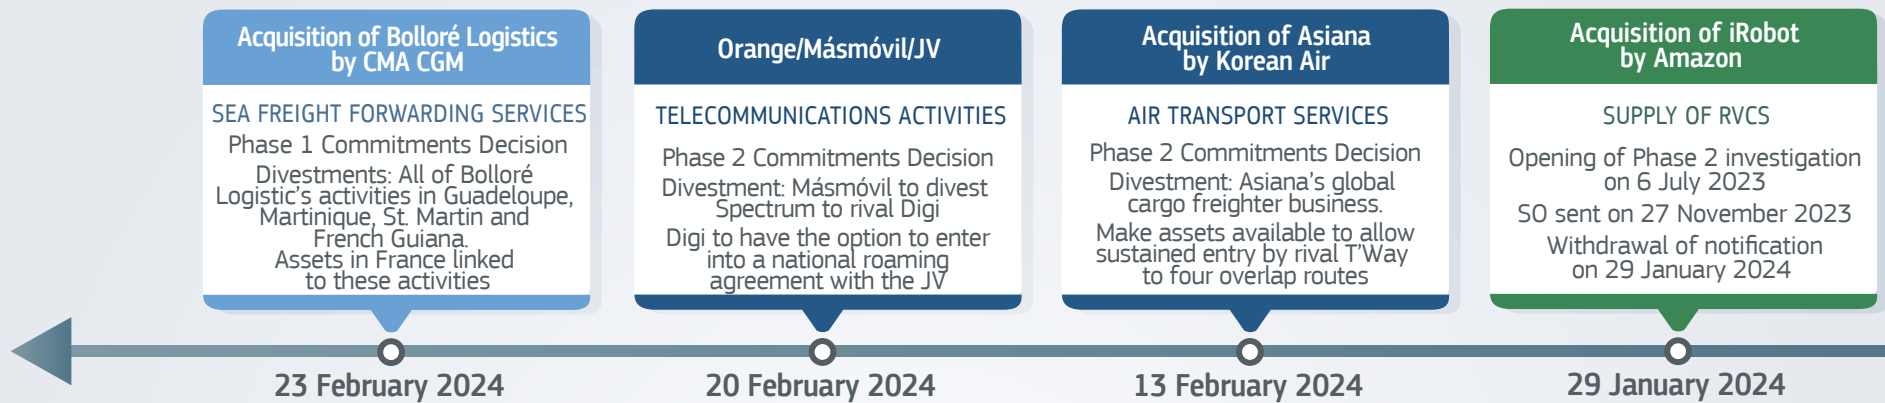 Acquisition of Bolloré Logistics
by CMA CGM
SEA FREIGHT FORWARDING SERVICES
Phase 1 Commitments Decision
Divestments: All of Bolloré
Logistic's activities in Guadeloupe,
Martinique, St. Martin and
French Guiana.
Assets in France linked
to these activities
23 February 2024
Orange/Másmóvil/JV
TELECOMMUNICATIONS ACTIVITIES
Phase 2 Commitments Decision
Divestment: Másmóvil to divest
Spectrum to rival Digi
Digi to have the option to enter
into a national roaming
agreement with the JV
20 February 2024
Acquisition of Asiana
by Korean Air
AIR TRANSPORT SERVICES
Phase 2 Commitments Decision
Divestment: Asiana's global
cargo freighter business.
Make assets available to allow
sustained entry by rival T'Way
to four overlap routes
13 February 2024
Acquisition of iRobot
by Amazon
SUPPLY OF RVCS
Opening of Phase 2 investigation
on 6 July 2023
SO sent on 27 November 2023
Withdrawal of notification
on 29 January 2024
29 January 2024